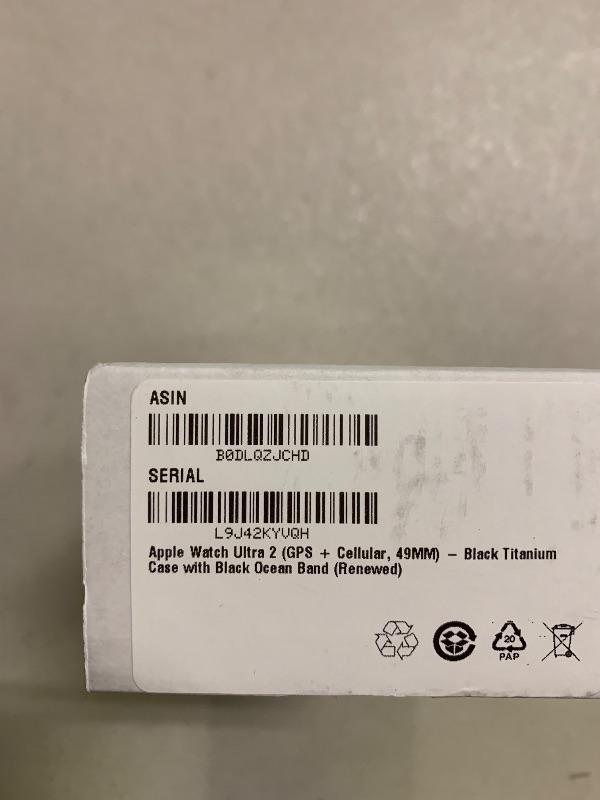 ASIN
B0DLQZJCHD
SERIAL
L9J42KYVQH
Apple Watch Ultra 2 (GPS + Cellular, 49MM) – Black Titanium
Case with Black Ocean Band (Renewed)
20
PAP